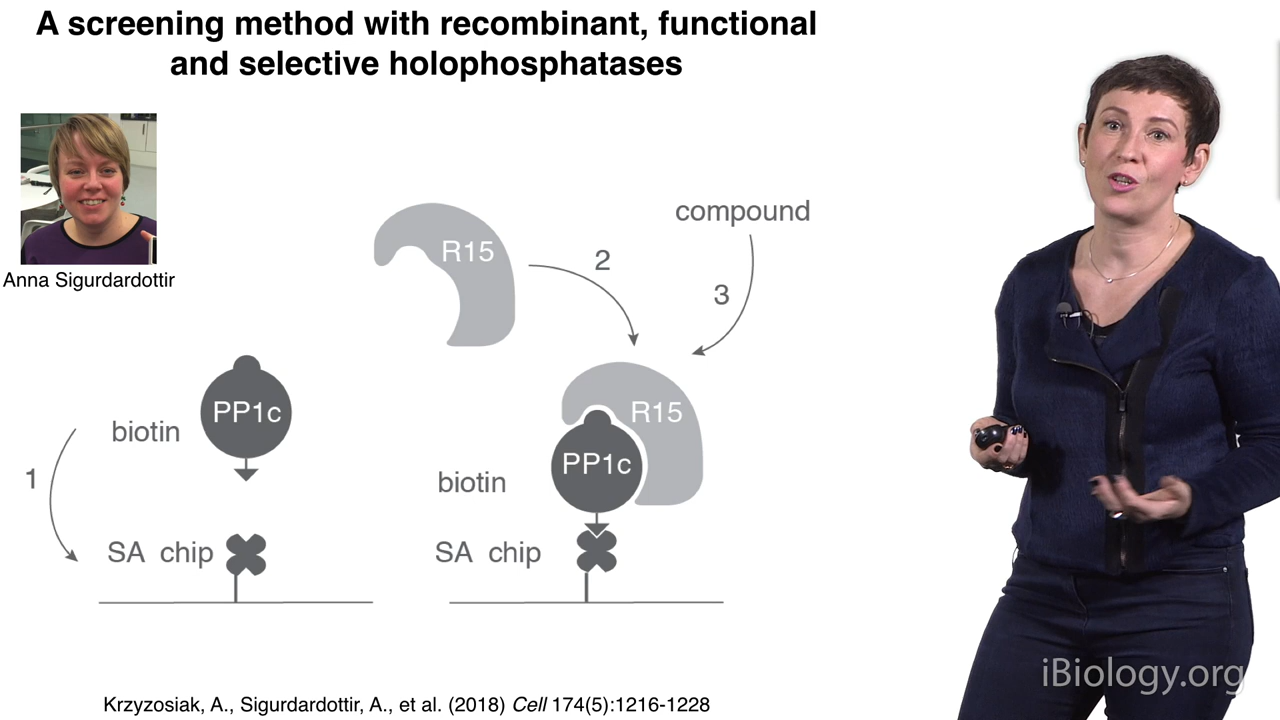 A screening method with recombinant, functional
and selective holophosphatases
Anna Sigurdardottir
R15
compound
2
3
PP1c
biotin
1
SA chip
R15
PP1c
biotin
SA chip
Krzyzosiak, A., Sigurdardottir, A., et al. (2018) Cell 174(5):1216-1228
iBiology.org